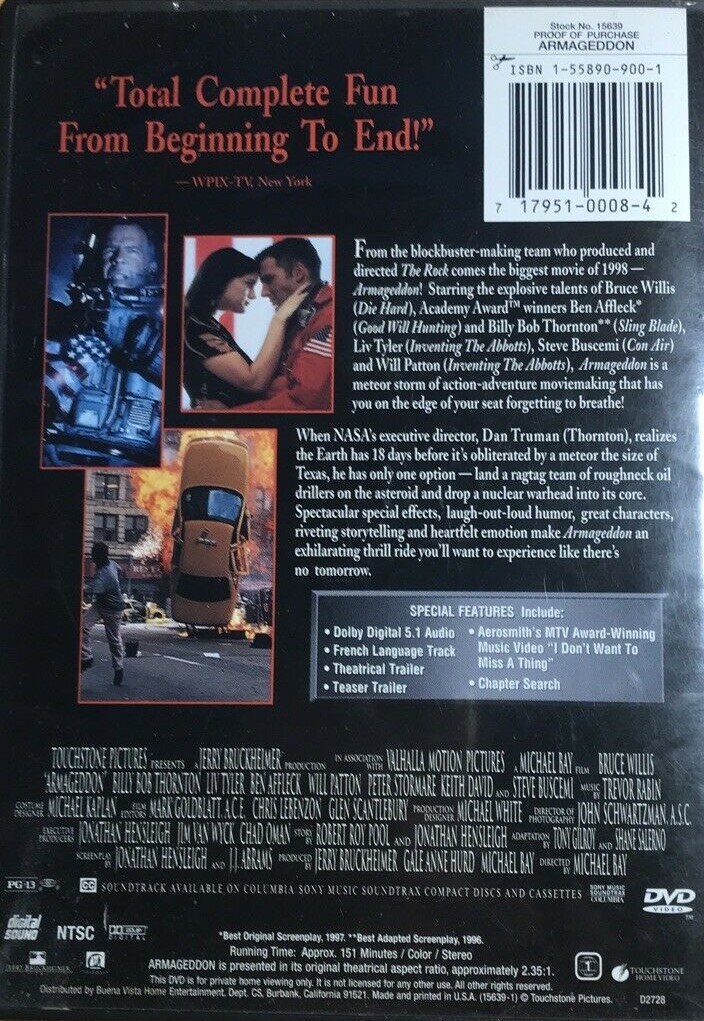 Stock No. 15639
PROOF OF PURCHASE
ARMAGEDDON
ISBN 1-55890-900-1
7 17951-0008-4 2
“Total Complete Fun
From Beginning To End!”
—WPIX-TV, New York
From the blockbuster-making team who produced and
directed The Rock comes the biggest movie of 1998 —
Armageddon! Starring the explosive talents of Bruce Willis
(Die Hard), Academy Award™ winners Ben Affleck*
(Good Will Hunting) and Billy Bob Thornton** (Sling Blade),
Liv Tyler (Inventing The Abbotts), Steve Buscemi (Con Air)
and Will Patton (Inventing The Abbotts), Armageddon is a
meteor storm of action-adventure moviemaking that has
you on the edge of your seat forgetting to breathe!
When NASA's executive director, Dan Truman (Thornton), realizes
the Earth has 18 days before it's obliterated by a meteor the size of
Texas, he has only one option — land a ragtag team of roughneck oil
drillers on the asteroid and drop a nuclear warhead into its core.
Spectacular special effects, laugh-out-loud humor, great characters,
riveting storytelling and heartfelt emotion make Armageddon an
exhilarating thrill ride you'll want to experience like there's
no tomorrow.
SPECIAL FEATURES Include:
• Dolby Digital 5.1 Audio
• French Language Track
• Theatrical Trailer
• Teaser Trailer
• Aerosmith's MTV Award-Winning
Music Video "I Don't Want To
Miss A Thing"
• Chapter Search
TOUCHSTONE PICTURES PRESENTS A JERRY BRUCKHEIMER PRODUCTION IN ASSOCIATION WITH VALHALLA MOTION PICTURES A MICHAEL BAY FILM BRUCE WILLIS
"ARMAGEDDON" BILLY BOB THORNTON LIV TYLER BEN AFFLECK WILL PATTON PETER STORMARE KEITH DAVID AND STEVE BUSCEMI MUSIC BY TREVOR RABIN
COSTUME DESIGNER MICHAEL KAPLAN FILM EDITORS MARK GOLDBLATT, A.C.E. CHRIS LEBENZON GLEN SCANTLEBURY PRODUCTION DESIGNER MICHAEL WHITE DIRECTOR OF PHOTOGRAPHY JOHN SCHWARTZMAN, A.S.C.
EXECUTIVE PRODUCERS JONATHAN HENSLEIGH JIM VAN WYCK CHAD OMAN STORY BY ROBERT ROY POOL AND JONATHAN HENSLEIGH ADAPTATION BY TONY GILROY AND SHANE SALERNO
SCREENPLAY BY JONATHAN HENSLEIGH AND J.J. ABRAMS PRODUCED BY JERRY BRUCKHEIMER GALE ANNE HURD MICHAEL BAY DIRECTED BY MICHAEL BAY
PG-13 CC SOUNDTRACK AVAILABLE ON COLUMBIA SONY MUSIC SOUNDTRAX COMPACT DISCS AND CASSETTES SONY MUSIC SOUNDTRAX COLUMBIA
DVD VIDEO™
digital SOUND NTSC DOLBY DIGITAL
*Best Original Screenplay, 1997. **Best Adapted Screenplay, 1996.
Running Time: Approx. 151 Minutes / Color / Stereo
ARMAGEDDON is presented in its original theatrical aspect ratio, approximately 2.35:1.
JERRY BRUCKHEIMER
TOUCHSTONE HOME VIDEO
This DVD is for private home viewing only. It is not licensed for any other use. All other rights reserved.
Distributed by Buena Vista Home Entertainment, Dept. CS, Burbank, California 91521. Made and printed in U.S.A. (15639-1) © Touchstone Pictures. D2728